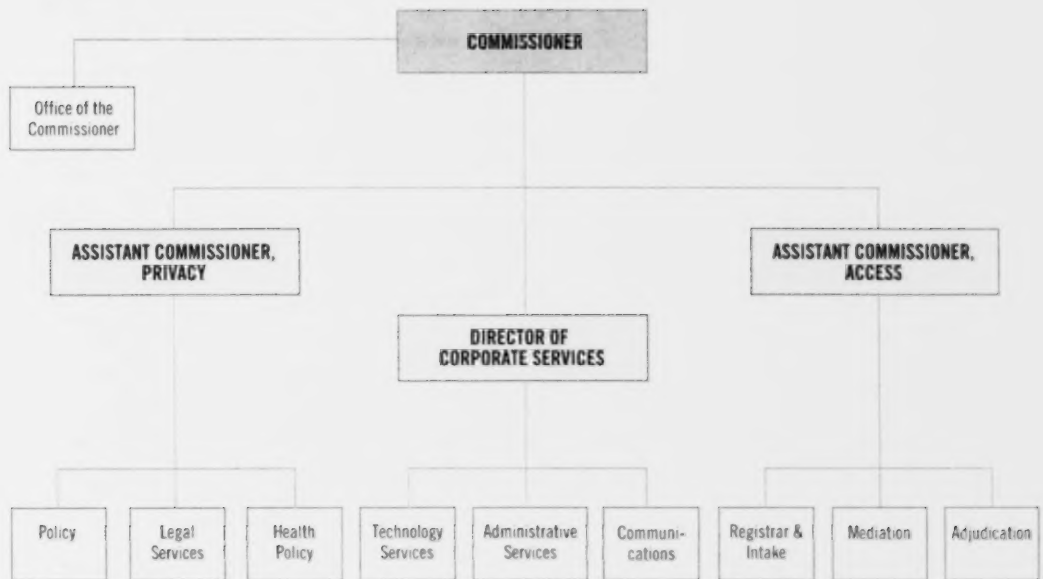 COMMISSIONER
Office of the
Commissioner
ASSISTANT COMMISSIONER,
PRIVACY
ASSISTANT COMMISSIONER,
ACCESS
DIRECTOR OF
CORPORATE SERVICES
Policy
Legal
Services
Health
Policy
Technology
Services
Administrative
Services
Communi-
cations
Registrar &
Intake
Mediation
Adjudication